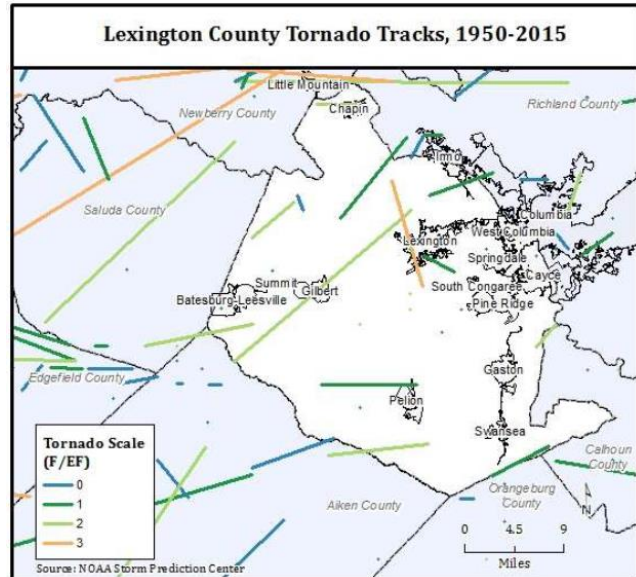 Lexington County Tornado Tracks, 1950-2015
Little Mountain
Newberry County
Chapin
Richland County
Irmo
Saluda County
Columbia
West Columbia
Lexington
Springdale
Cayce
Summit
Gilbert
South Congaree
Batesburg-Leesville
Pine Ridge
Edgefield County
Gaston
Pelion
Swansea
Tornado Scale
(F/EF)
0
1
2
3
Calhoun
County
Aiken County
Orangeburg
County
N
0 4.5 9
Miles
Source: NOAA Storm Prediction Center